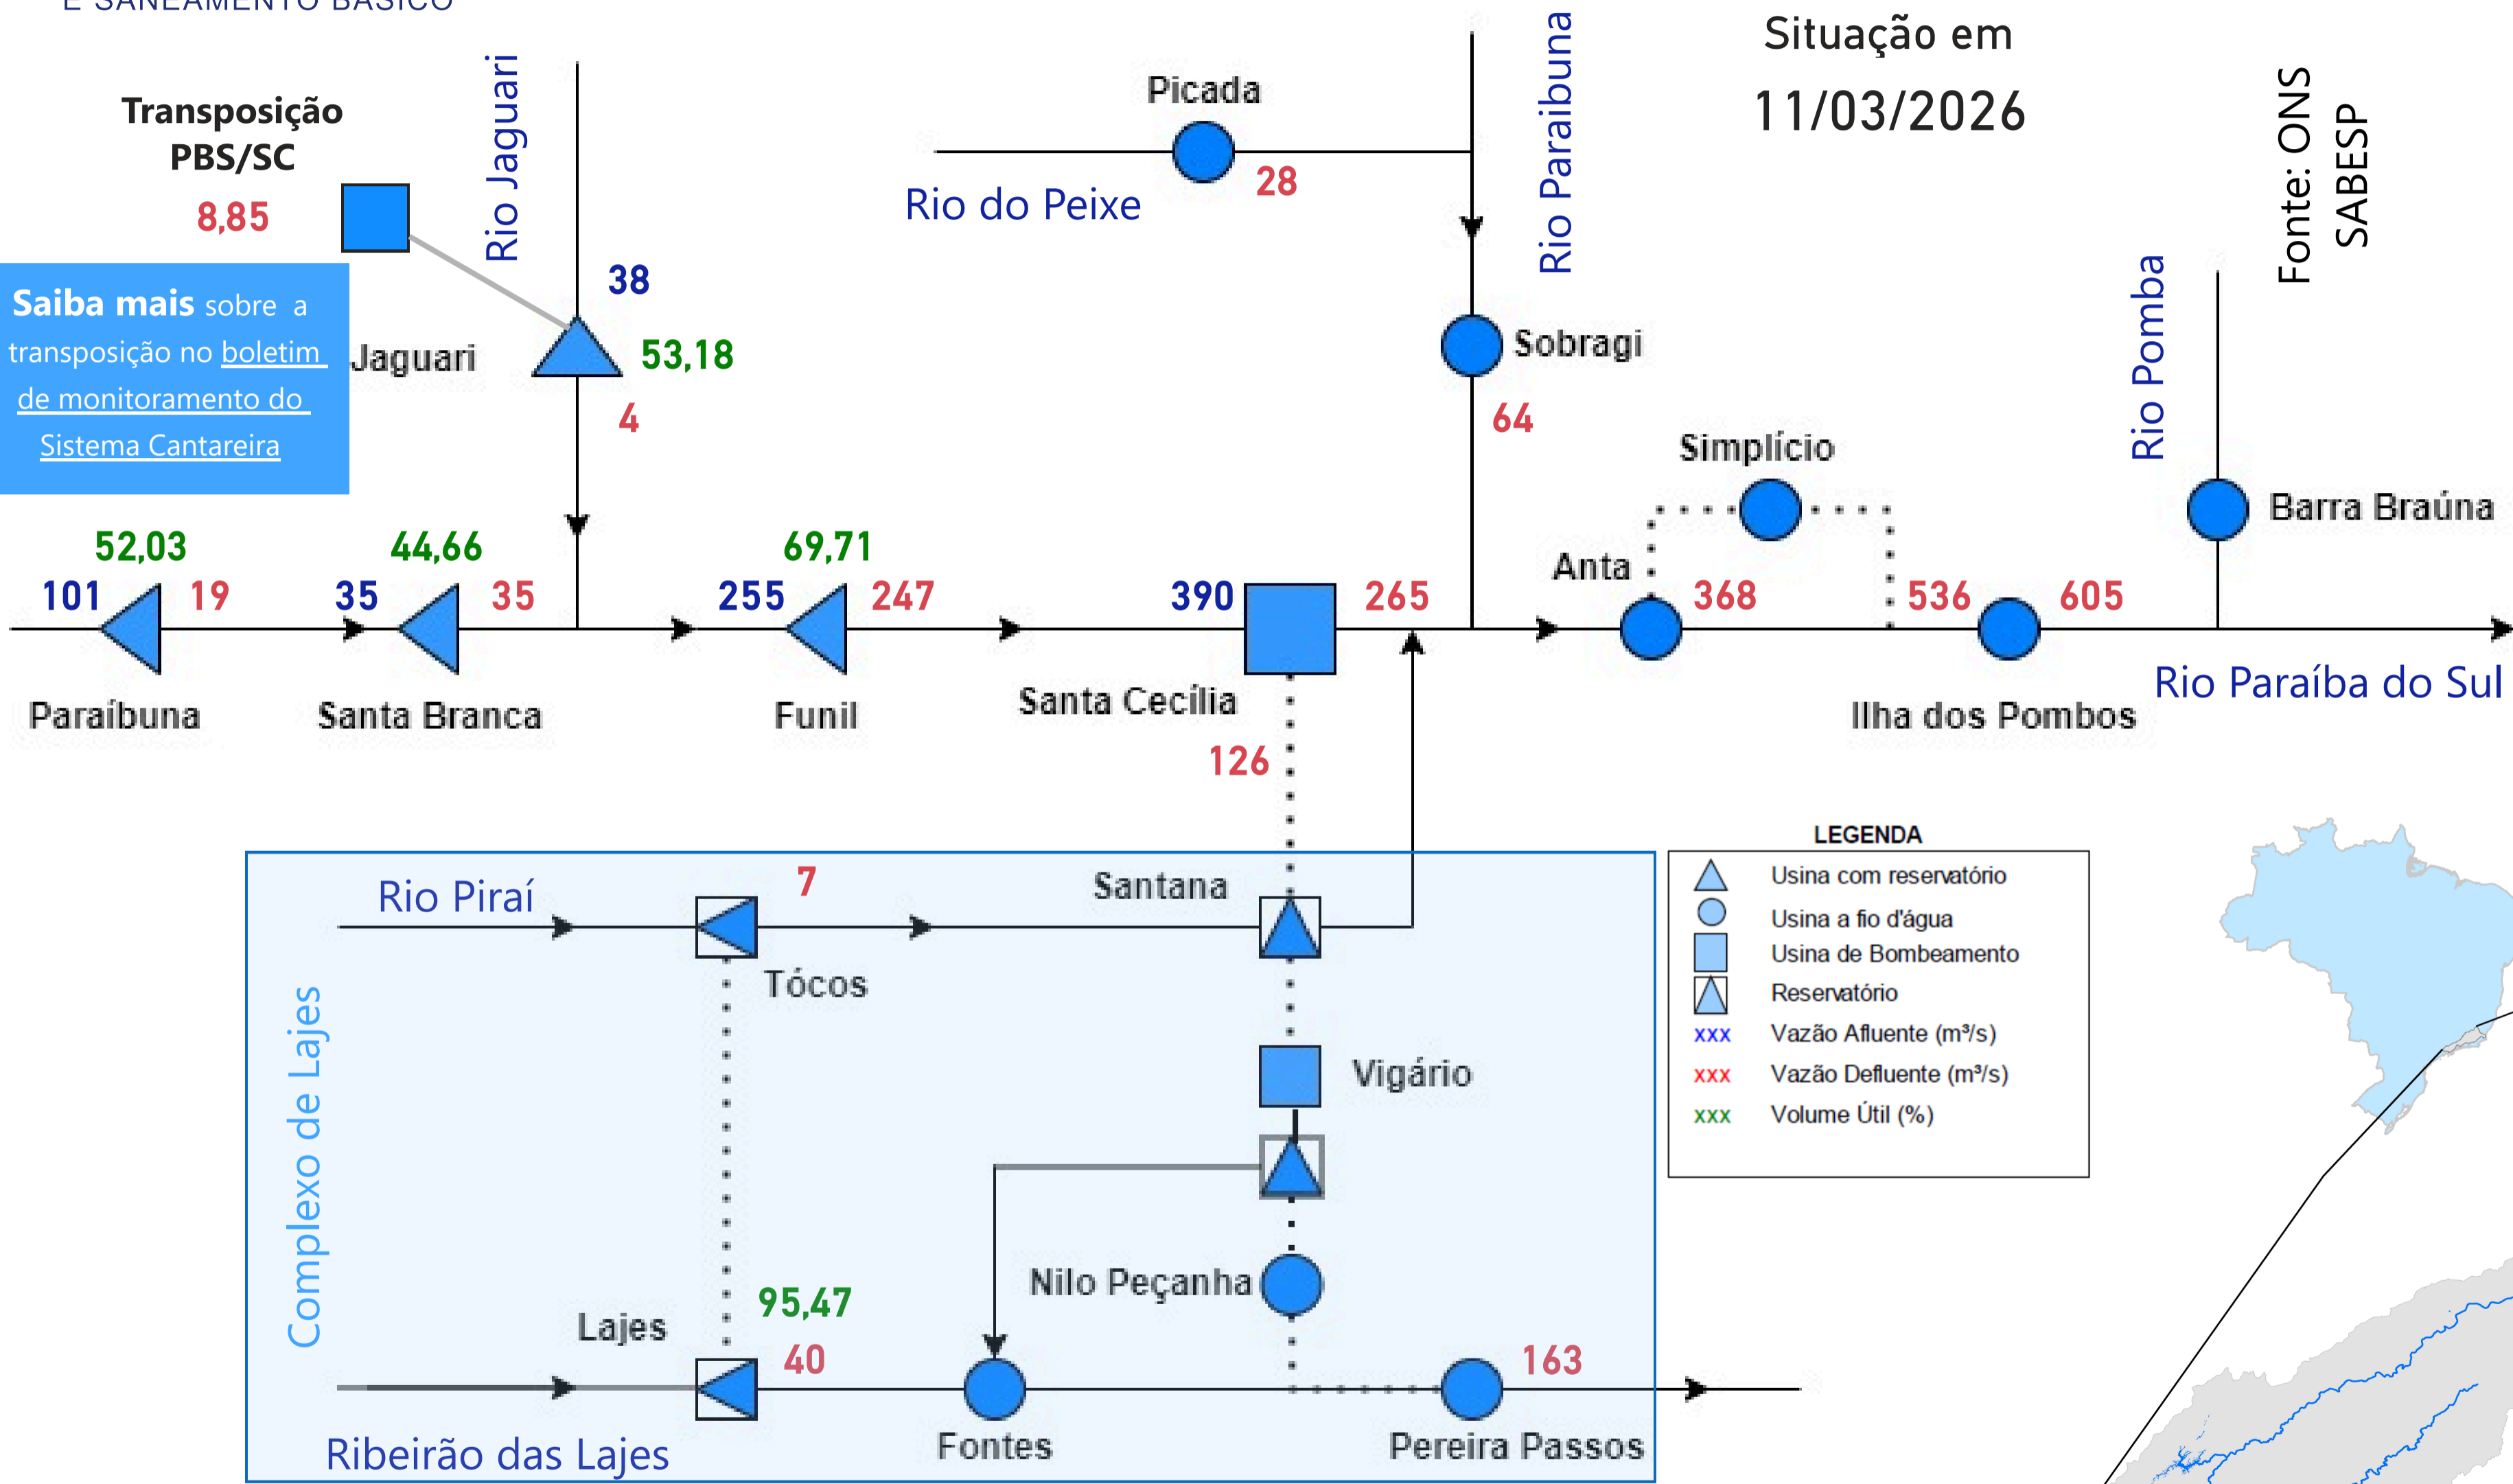 E SANEAMENTO BÁSICO
Situação em
11/03/2026
Fonte: ONS
SABESP
Transposição
PBS/SC
8,85
Rio Jaguari
Picada
28
Rio do Peixe
Rio Paraibuna
Saiba mais sobre a
transposição no boletim
de monitoramento do
Sistema Cantareira
38
Jaguari
53,18
4
Sobragi
64
Rio Pomba
Simplício
Barra Braúna
52,03
101
19
Paraíbuna
44,66
35
35
Santa Branca
69,71
255
247
Funil
390
265
Santa Cecília
126
Anta
368
536
605
Ilha dos Pombos
Rio Paraíba do Sul
Complexo de Lajes
Rio Piraí
7
Tócos
Santana
Vigário
Nilo Peçanha
Lajes
95,47
40
Ribeirão das Lajes
Fontes
163
Pereira Passos
LEGENDA
Usina com reservatório
Usina a fio d'água
Usina de Bombeamento
Reservatório
xxx Vazão Afluente (m³/s)
xxx Vazão Defluente (m³/s)
xxx Volume Útil (%)